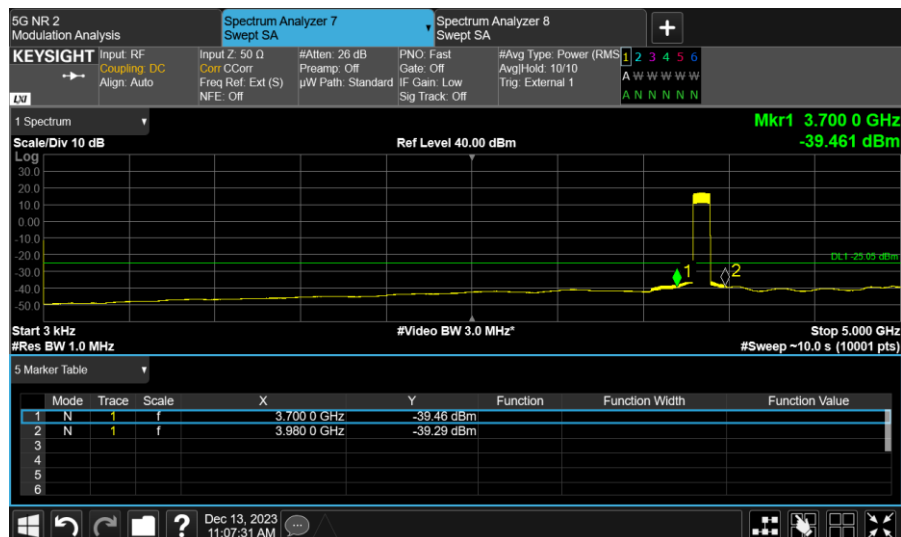 5G NR 2
Modulation Analysis
Spectrum Analyzer 7
Swept SA
Spectrum Analyzer 8
Swept SA
+
KEYSIGHT
LXI
Input: RF
Coupling: DC
Align: Auto
Input Z: 50 Ω
Corr CCorr
Freq Ref: Ext (S)
NFE: Off
#Atten: 26 dB
Preamp: Off
µW Path: Standard
PNO: Fast
Gate: Off
IF Gain: Low
Sig Track: Off
#Avg Type: Power (RMS
Avg|Hold: 10/10
Trig: External 1
1 2 3 4 5 6
A W W W W W
A N N N N N
1 Spectrum
Mkr1 3.700 0 GHz
Scale/Div 10 dB
Ref Level 40.00 dBm
-39.461 dBm
Log
30.0
20.0
10.0
0.00
-10.0
-20.0
DL1 -25.05 dBm
-30.0
1
2
-40.0
-50.0
Start 3 kHz
#Video BW 3.0 MHz*
Stop 5.000 GHz
#Res BW 1.0 MHz
#Sweep ~10.0 s (10001 pts)
5 Marker Table
Mode Trace Scale X Y Function Function Width Function Value
1 N 1 f 3.700 0 GHz -39.46 dBm
2 N 1 f 3.980 0 GHz -39.29 dBm
3
4
5
6
?
Dec 13, 2023
11:07:31 AM